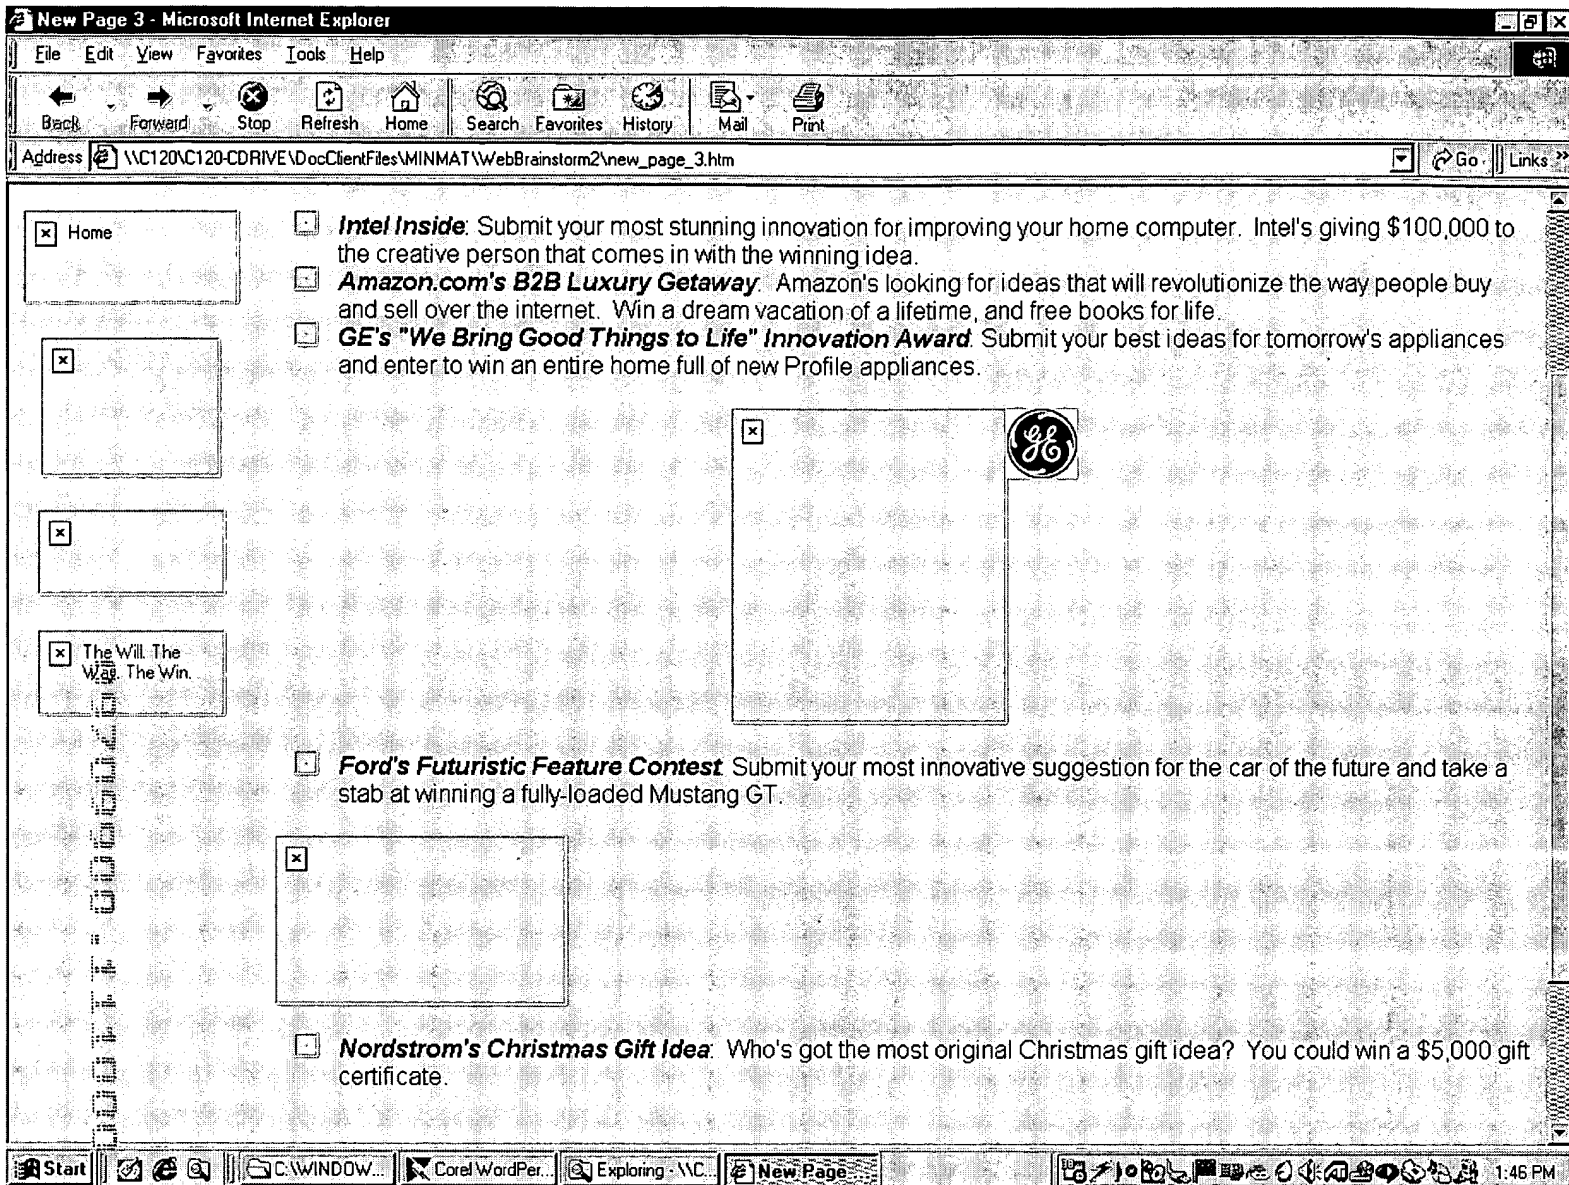 New Page 3 - Microsoft Internet Explorer
File Edit View Favorites Tools Help
Back Forward Stop Refresh Home Search Favorites History Mail Print
Address \\C120\C120-CDRIVE\DocClientFiles\MINMAT\WebBrainstorm2\new_page_3.htm Go Links »
Home
Intel Inside: Submit your most stunning innovation for improving your home computer. Intel's giving $100,000 to
the creative person that comes in with the winning idea.
Amazon.com's B2B Luxury Getaway: Amazon's looking for ideas that will revolutionize the way people buy
and sell over the internet. Win a dream vacation of a lifetime, and free books for life.
GE's "We Bring Good Things to Life" Innovation Award: Submit your best ideas for tomorrow's appliances
and enter to win an entire home full of new Profile appliances.
GE
The Will. The
Way. The Win.
Ford's Futuristic Feature Contest: Submit your most innovative suggestion for the car of the future and take a
stab at winning a fully-loaded Mustang GT.
Nordstrom's Christmas Gift Idea: Who's got the most original Christmas gift idea? You could win a $5,000 gift
certificate.
Start C:\WINDOW... Corel WordPer... Exploring - \\C... New Page 1:46 PM